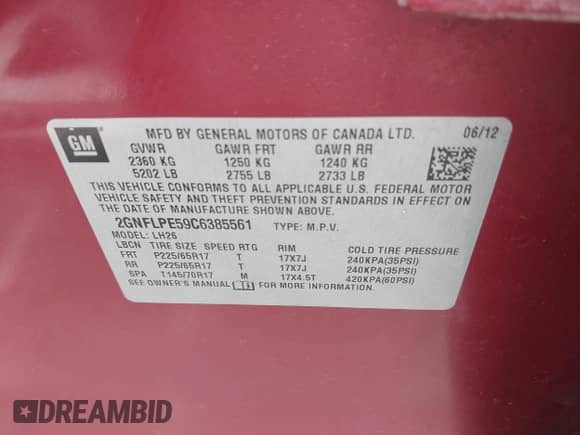 GM
MFD BY GENERAL MOTORS OF CANADA LTD. 06/12
GVWR GAWR FRT GAWR RR
2360 KG 1250 KG 1240 KG
5202 LB 2755 LB 2733 LB
THIS VEHICLE CONFORMS TO ALL APPLICABLE U.S. FEDERAL MOTOR
VEHICLE SAFETY AND THEFT PREVENTION STANDARDS IN EFFECT ON
THE DATE OF MANUFACTURE SHOWN ABOVE.
2GNFLPE59C6385561 TYPE: M.P.V.
MODEL: LH26
LBCN TIRE SIZE SPEED RTG RIM COLD TIRE PRESSURE
FRT P225/65R17 T 17X7J 240KPA(35PSI)
RR P225/65R17 T 17X7J 240KPA(35PSI)
SPA T145/70R17 M 17X4.5T 420KPA(60PSI)
SEE OWNER'S MANUAL FOR MORE INFORMATION.
DREAMBID